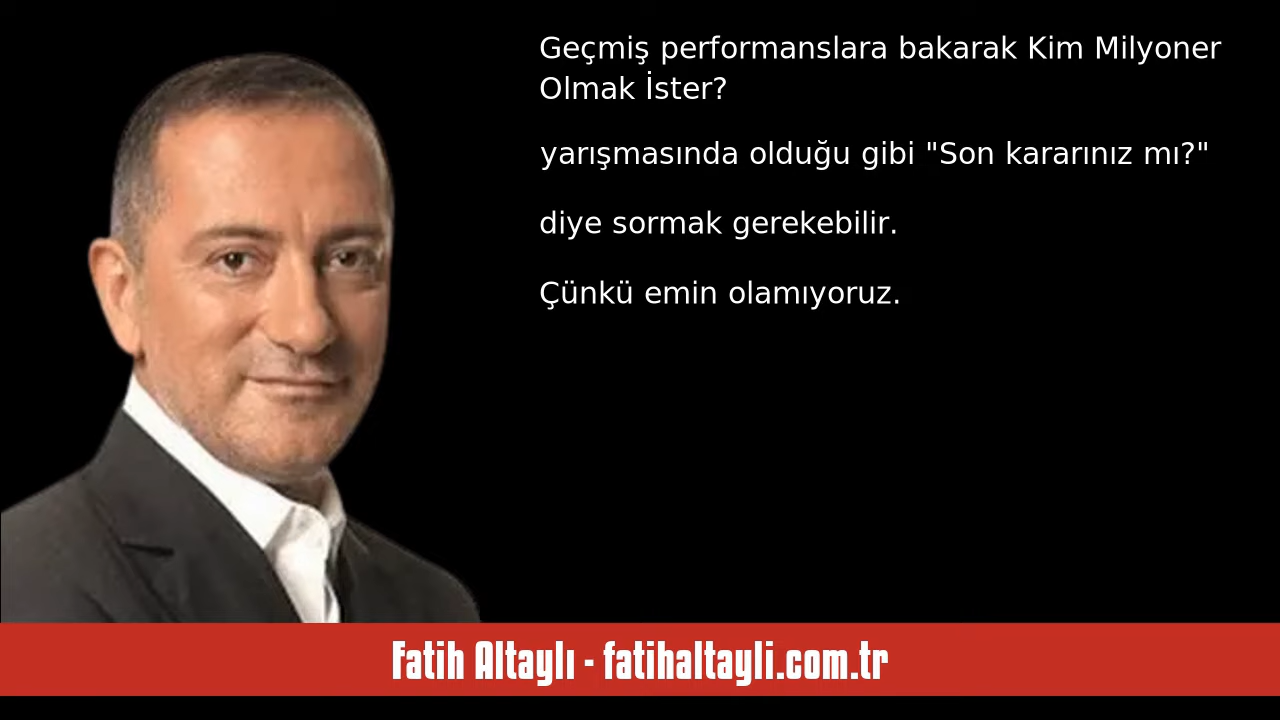 Geçmiş performanslara bakarak Kim Milyoner
Olmak İster?
yarışmasında olduğu gibi "Son kararınız mı?"
diye sormak gerekebilir.
Çünkü emin olamıyoruz.
Fatih Altaylı - fatihaltayli.com.tr